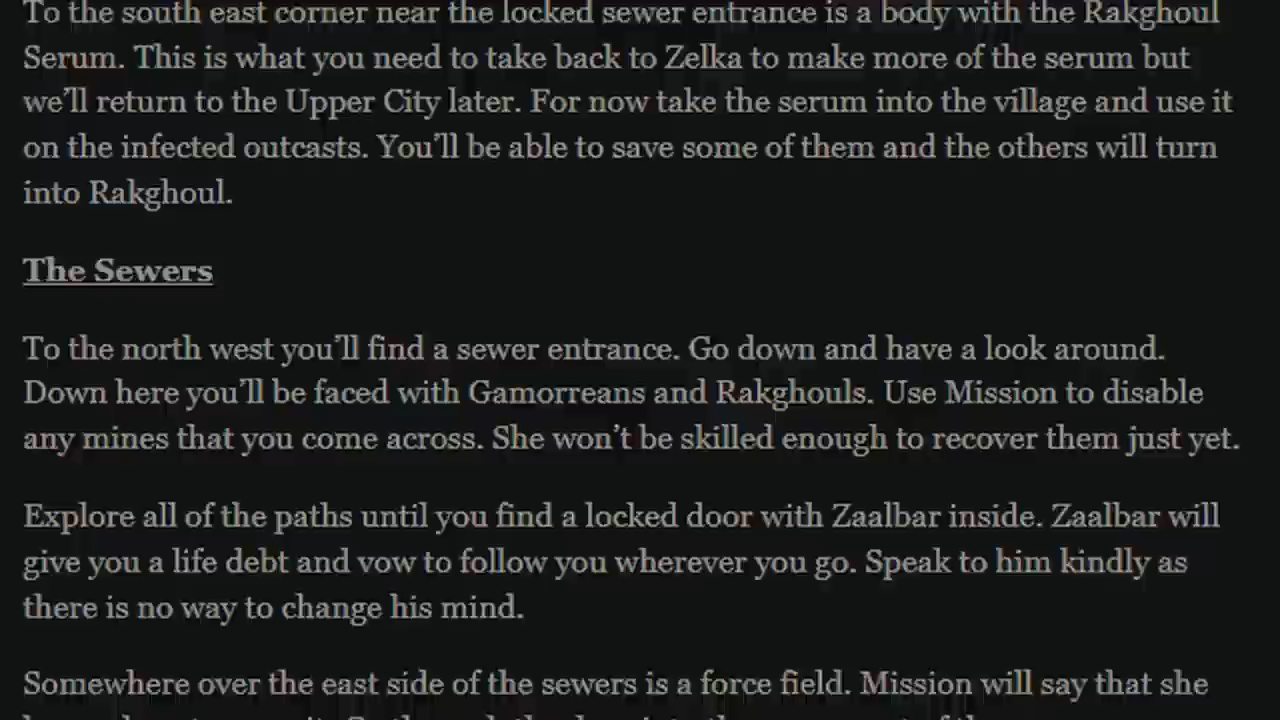 To the south east corner near the locked sewer entrance is a body with the Rakghoul
Serum. This is what you need to take back to Zelka to make more of the serum but
we'll return to the Upper City later. For now take the serum into the village and use it
on the infected outcasts. You'll be able to save some of them and the others will turn
into Rakghoul.
The Sewers
To the north west you'll find a sewer entrance. Go down and have a look around.
Down here you'll be faced with Gamorreans and Rakghouls. Use Mission to disable
any mines that you come across. She won't be skilled enough to recover them just yet.
Explore all of the paths until you find a locked door with Zaalbar inside. Zaalbar will
give you a life debt and vow to follow you wherever you go. Speak to him kindly as
there is no way to change his mind.
Somewhere over the east side of the sewers is a force field. Mission will say that she